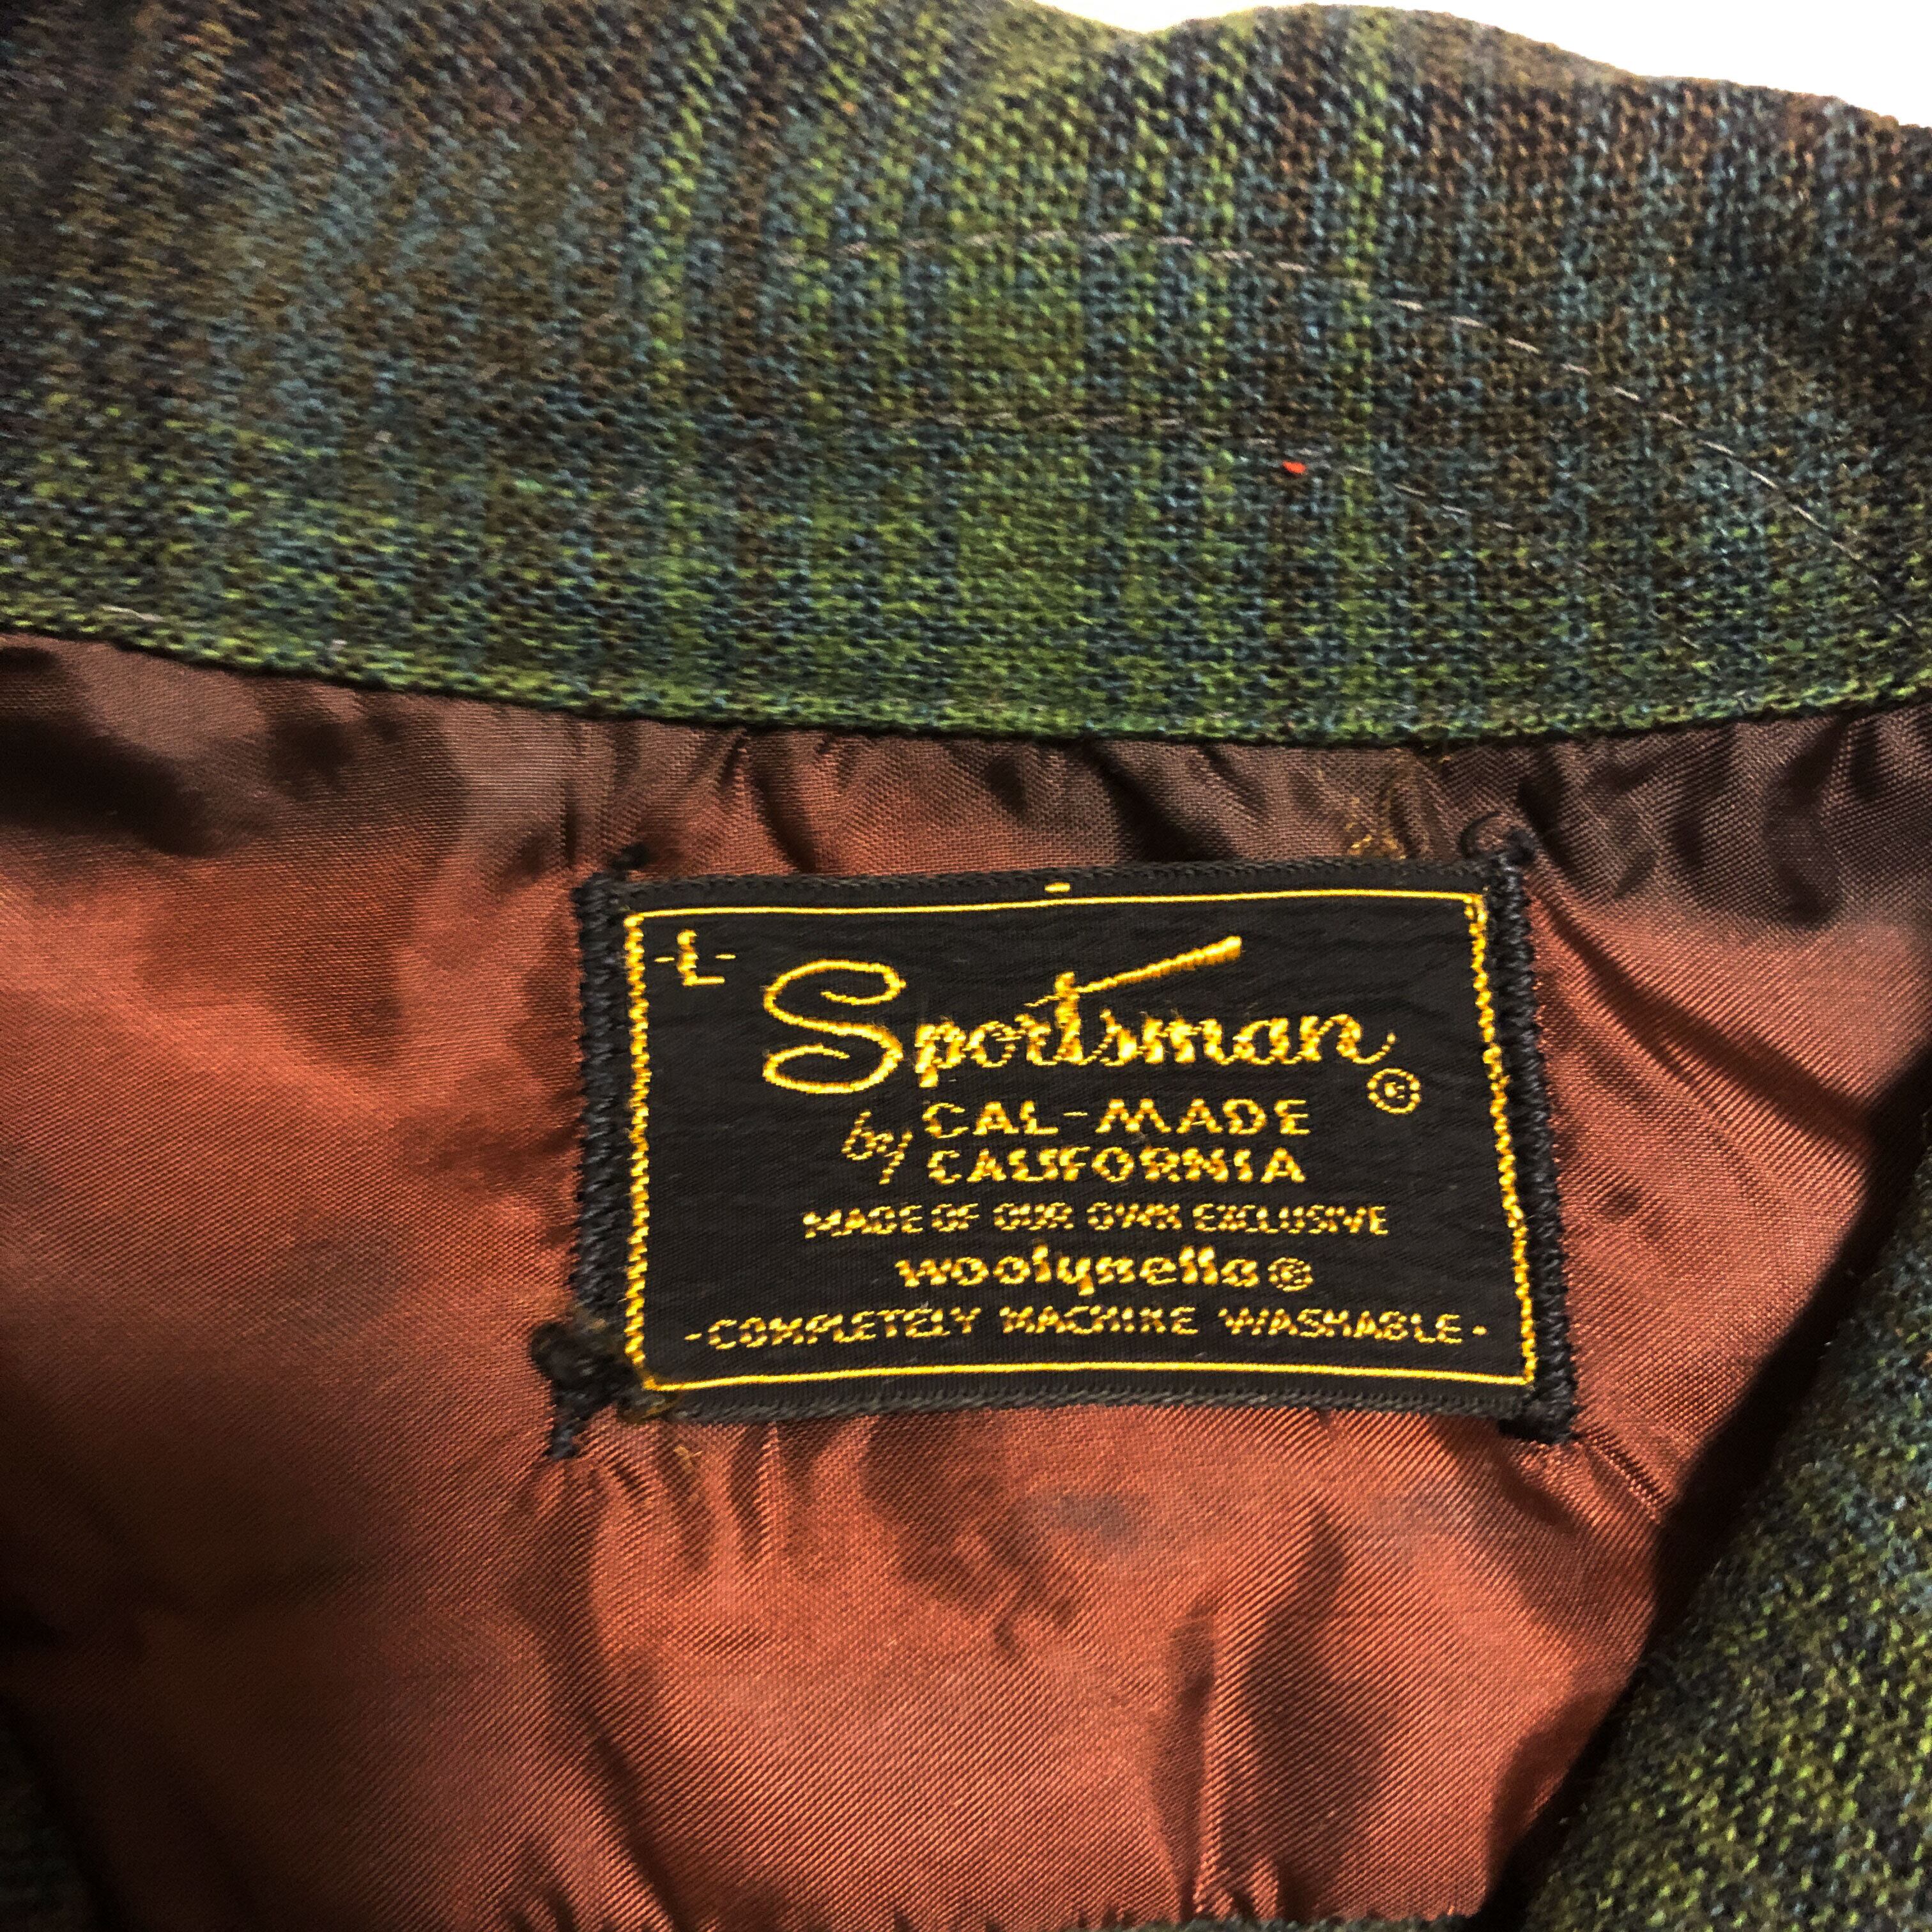 -L-
Sportsman ©
by CAL-MADE
CALIFORNIA
MADE OF OUR OWN EXCLUSIVE
woolynella ©
-COMPLETELY MACHINE WASHABLE-